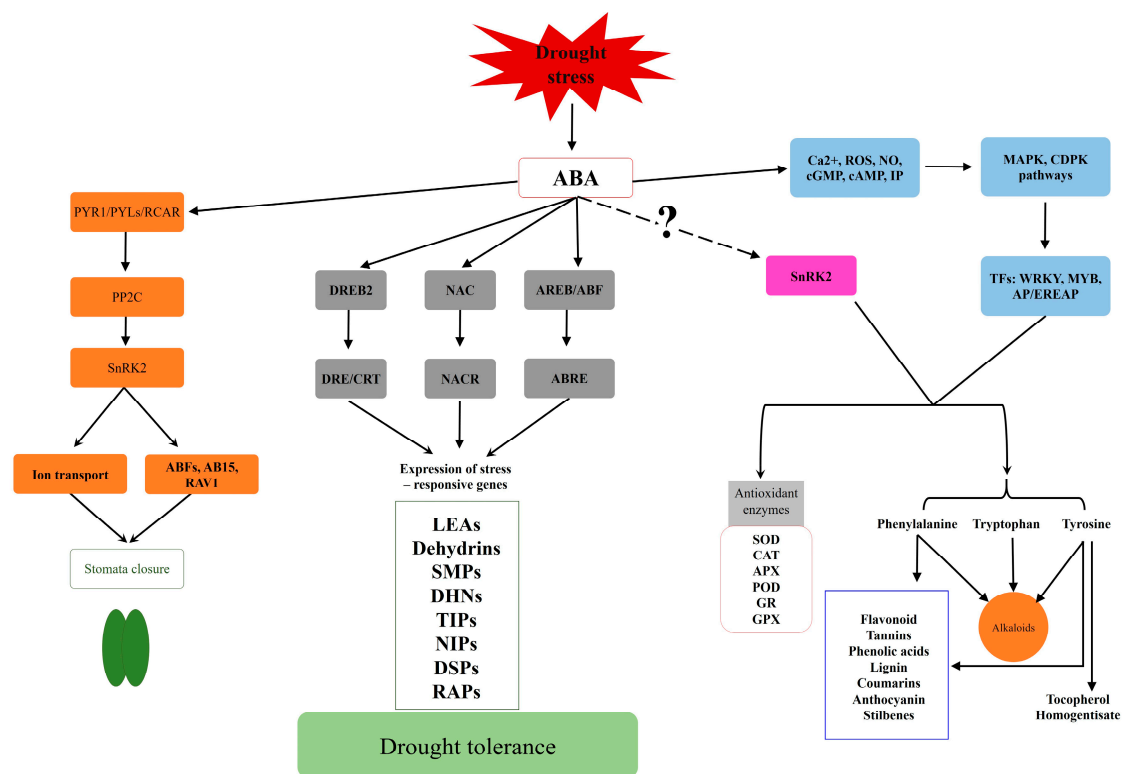 Drought
stress
ABA
Ca2+, ROS, NO,
cGMP, cAMP, IP
MAPK, CDPK
pathways
PYR1/PYLs/RCAR
?
PP2C
DREB2
NAC
AREB/ABF
SnRK2
TFs: WRKY, MYB,
AP/EREAP
SnRK2
DRE/CRT
NACR
ABRE
Ion transport
ABFs, AB15,
RAV1
Expression of stress
– responsive genes
LEAs
Dehydrins
SMPs
DHNs
TIPs
NIPs
DSPs
RAPs
Drought tolerance
Stomata closure
Antioxidant
enzymes
SOD
CAT
APX
POD
GR
GPX
Phenylalanine
Tryptophan
Tyrosine
Alkaloids
Flavonoid
Tannins
Phenolic acids
Lignin
Coumarins
Anthocyanin
Stilbenes
Tocopherol
Homogentisate